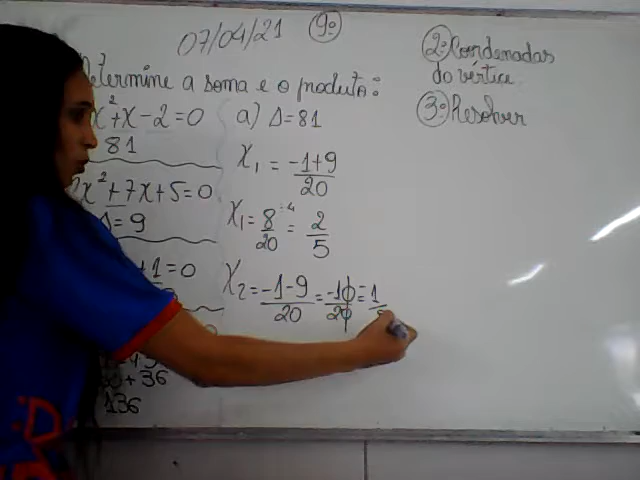 07/04/21 9º
Determine a soma e o produto:
x²+x-2=0
81
2x²+7x+5=0
Δ=9
+1=0
+36
136
a) Δ=81
X₁ = -1+9/20
X₁ = 8/20 :4 = 2/5
X₂ = -1-9/20 = -10/20 = 1/
2º Coordenadas
do vértice
3º Resolver
:D